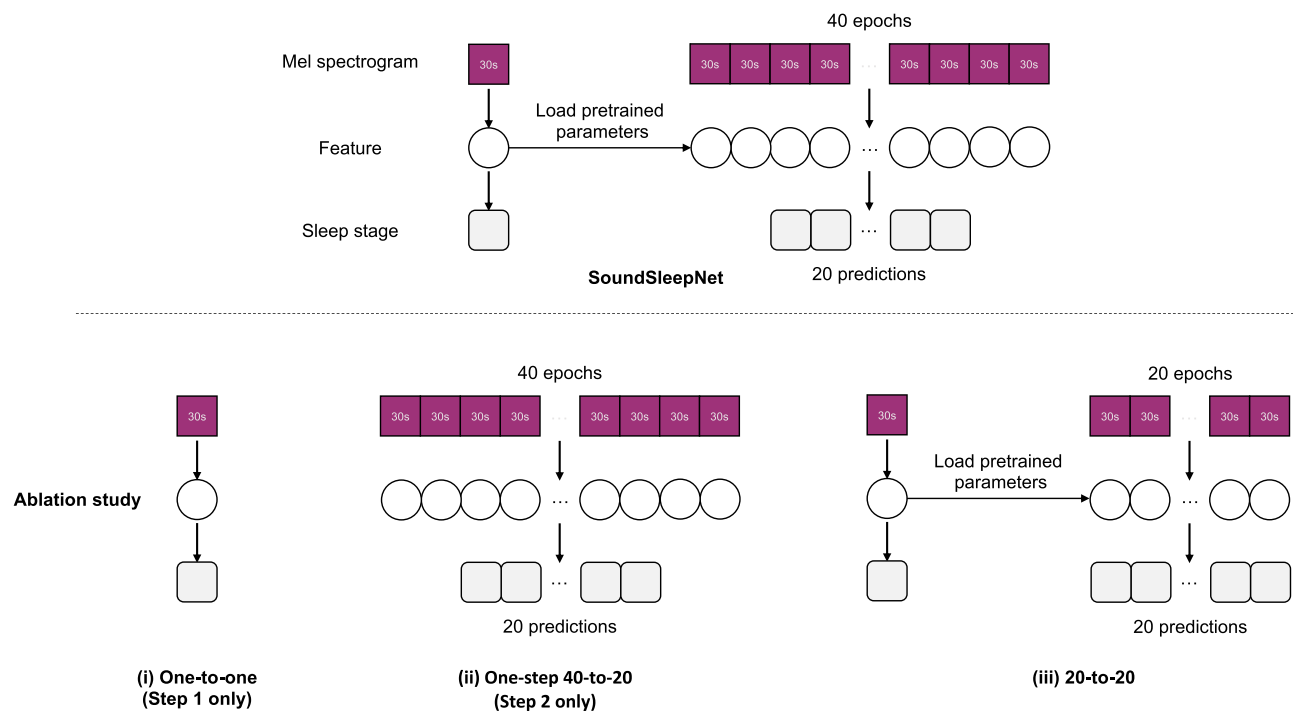 40 epochs
Mel spectrogram
30s
30s 30s 30s 30s ... 30s 30s 30s 30s
Load pretrained
parameters
Feature
...
Sleep stage
...
20 predictions
SoundSleepNet
40 epochs
20 epochs
30s
30s 30s 30s 30s ... 30s 30s 30s 30s
30s
30s 30s ... 30s 30s
Load pretrained
parameters
Ablation study
...
...
...
...
20 predictions
20 predictions
(i) One-to-one
(Step 1 only)
(ii) One-step 40-to-20
(Step 2 only)
(iii) 20-to-20